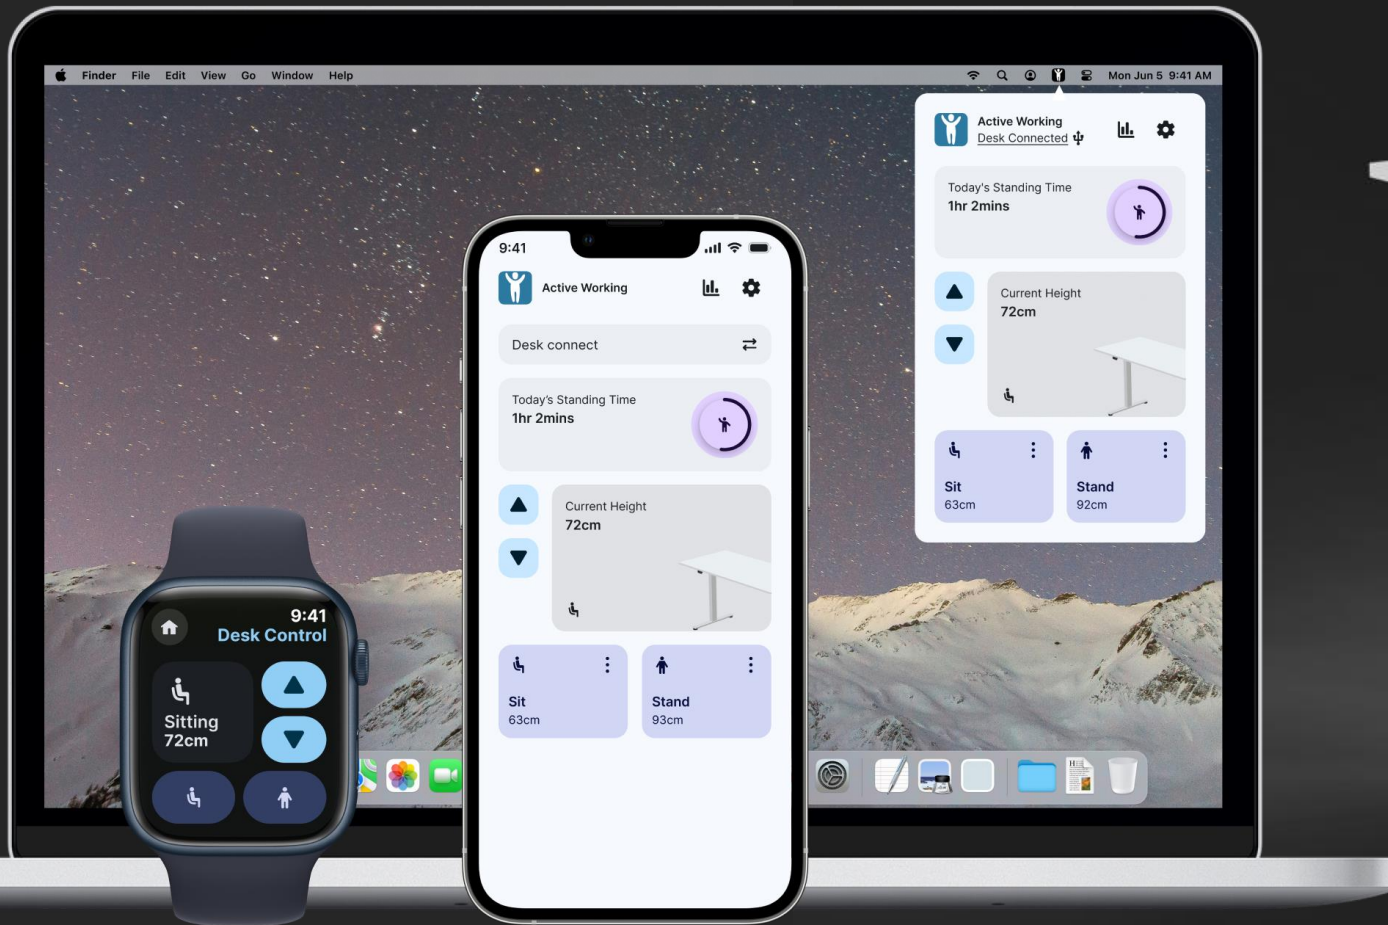 Finder File Edit View Go Window Help
Mon Jun 5 9:41 AM
Active Working
Desk Connected
Today's Standing Time
1hr 2mins
Current Height
72cm
Sit
63cm
Stand
92cm
9:41
Active Working
Desk connect
Today's Standing Time
1hr 2mins
Current Height
72cm
Sit
63cm
Stand
93cm
9:41
Desk Control
Sitting
72cm